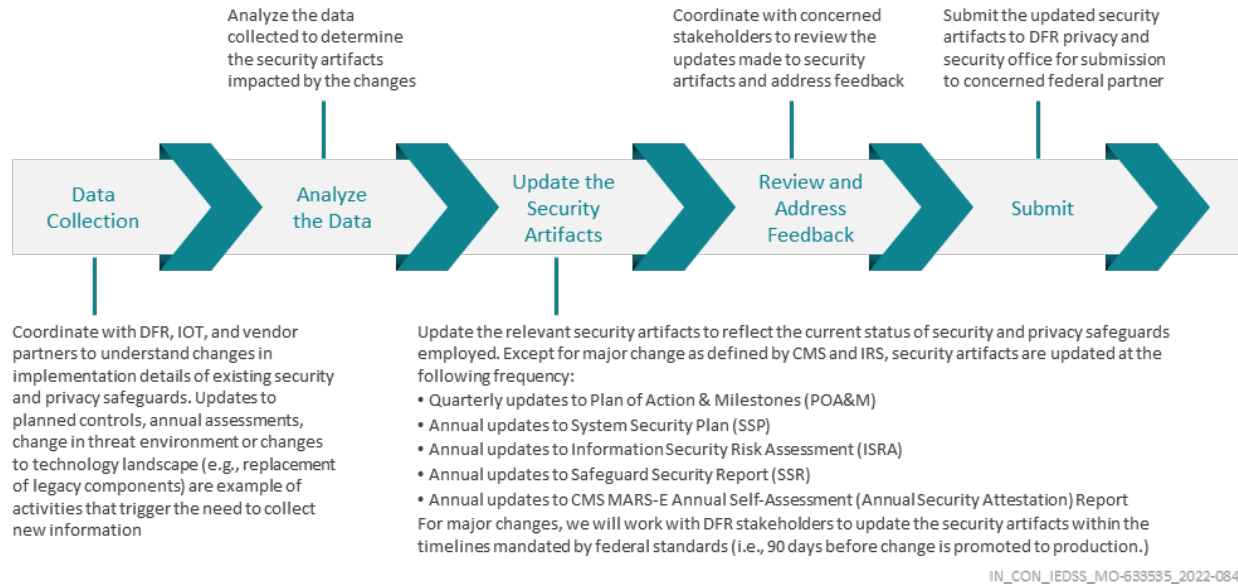 Analyze the data
collected to determine
the security artifacts
impacted by the changes
Coordinate with concerned
stakeholders to review the
updates made to security
artifacts and address feedback
Submit the updated security
artifacts to DFR privacy and
security office for submission
to concerned federal partner
Data
Collection
Analyze
the Data
Update the
Security
Artifacts
Review and
Address
Feedback
Submit
Coordinate with DFR, IOT, and vendor
partners to understand changes in
implementation details of existing security
and privacy safeguards. Updates to
planned controls, annual assessments,
change in threat environment or changes
to technology landscape (e.g., replacement
of legacy components) are example of
activities that trigger the need to collect
new information
Update the relevant security artifacts to reflect the current status of security and privacy safeguards
employed. Except for major change as defined by CMS and IRS, security artifacts are updated at the
following frequency:
• Quarterly updates to Plan of Action & Milestones (POA&M)
• Annual updates to System Security Plan (SSP)
• Annual updates to Information Security Risk Assessment (ISRA)
• Annual updates to Safeguard Security Report (SSR)
• Annual updates to CMS MARS-E Annual Self-Assessment (Annual Security Attestation) Report
For major changes, we will work with DFR stakeholders to update the security artifacts within the
timelines mandated by federal standards (i.e., 90 days before change is promoted to production.)
IN_CON_IEDSS_MO-633535_2022-084